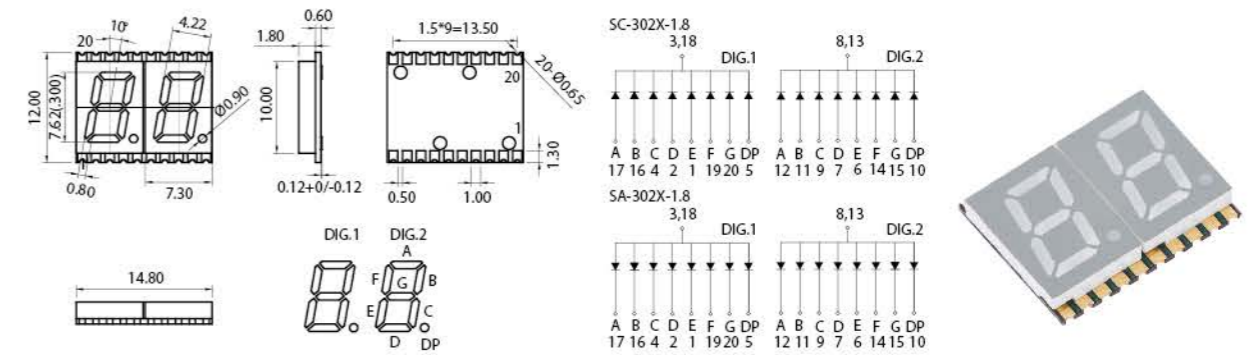 0.60
4.22
10°
20
1.80
12.00
7.62(.300)
Ø0.90
10.00
0.80
7.30
0.12+0/-0.12
1.5*9=13.50
20
20-Ø0.65
1
1.30
0.50
1.00
14.80
DIG.1 DIG.2
A
F B
G
E C
D DP
SC-302X-1.8
3,18 8,13
DIG.1 DIG.2
A B C D E F G DP A B C D E F G DP
17 16 4 2 1 19 20 5 12 11 9 7 6 14 15 10
SA-302X-1.8
3,18 8,13
DIG.1 DIG.2
A B C D E F G DP A B C D E F G DP
17 16 4 2 1 19 20 5 12 11 9 7 6 14 15 10